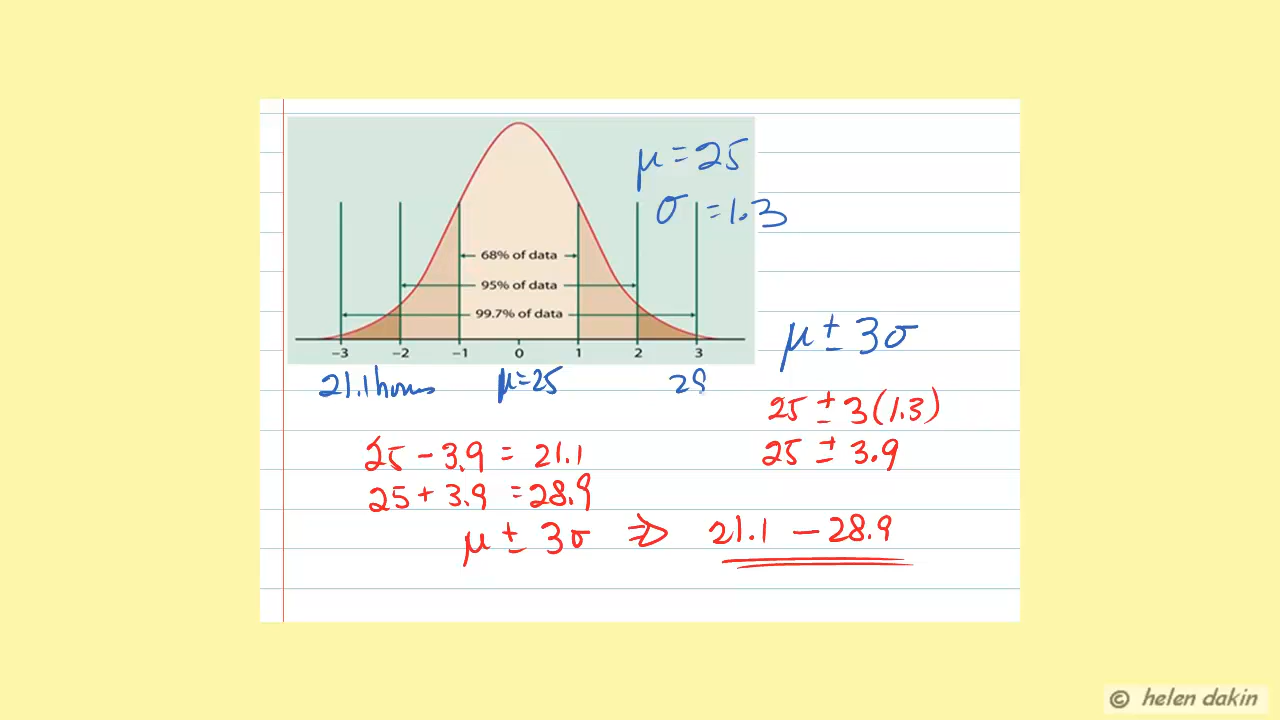 μ = 25
σ = 1.3
68% of data
95% of data
99.7% of data
−3 −2 −1 0 1 2 3
21.1 hours μ=25 28
μ ± 3σ
25 ± 3(1.3)
25 ± 3.9
25 − 3.9 = 21.1
25 + 3.9 = 28.9
μ ± 3σ ⇒ 21.1 − 28.9
© helen dakin